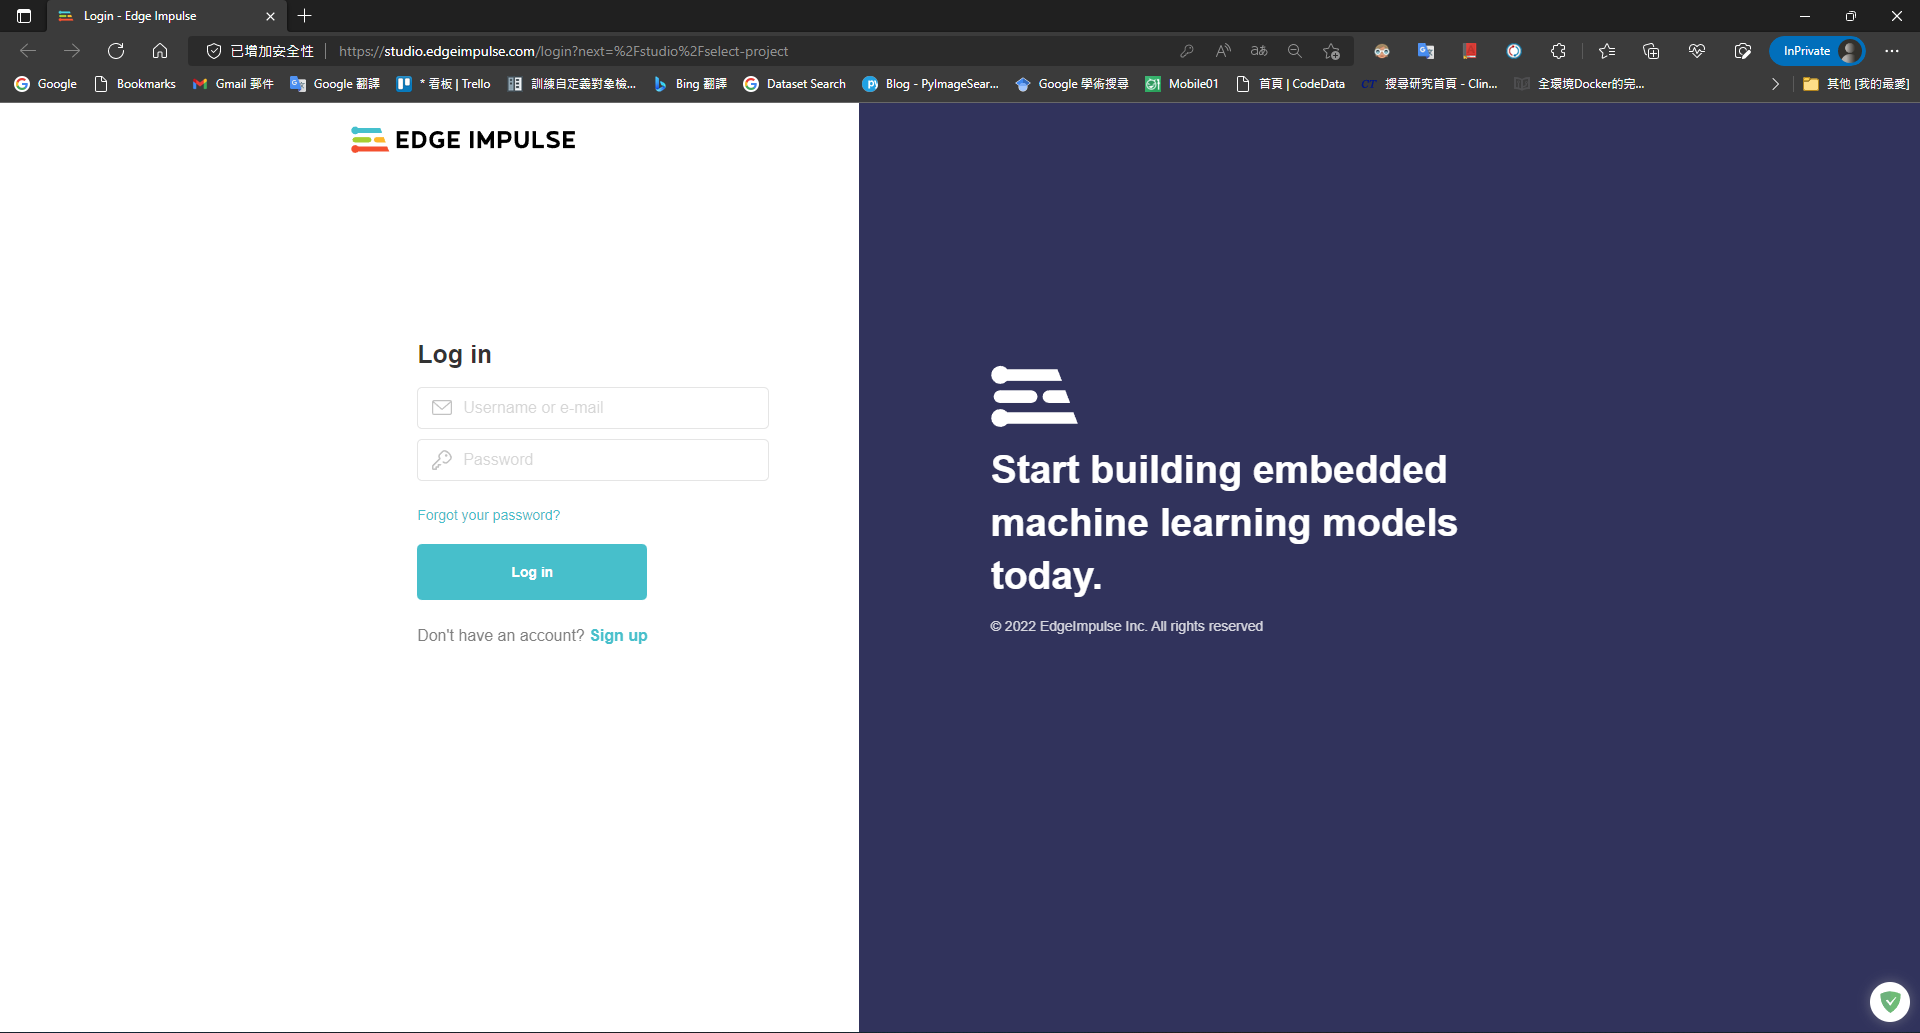 Login - Edge Impulse
已增加安全性 https://studio.edgeimpulse.com/login?next=%2Fstudio%2Fselect-project
InPrivate
Google Bookmarks Gmail 郵件 Google 翻譯 * 看板 | Trello 訓練自定義對象檢... Bing 翻譯 Dataset Search Blog - PyImageSear... Google 學術搜尋 Mobile01 首頁 | CodeData CT 搜尋研究首頁 - Clin... 全環境Docker的完... 其他 [我的最愛]
EDGE IMPULSE
Log in
Username or e-mail
Password
Forgot your password?
Log in
Don't have an account? Sign up
Start building embedded
machine learning models
today.
© 2022 EdgeImpulse Inc. All rights reserved